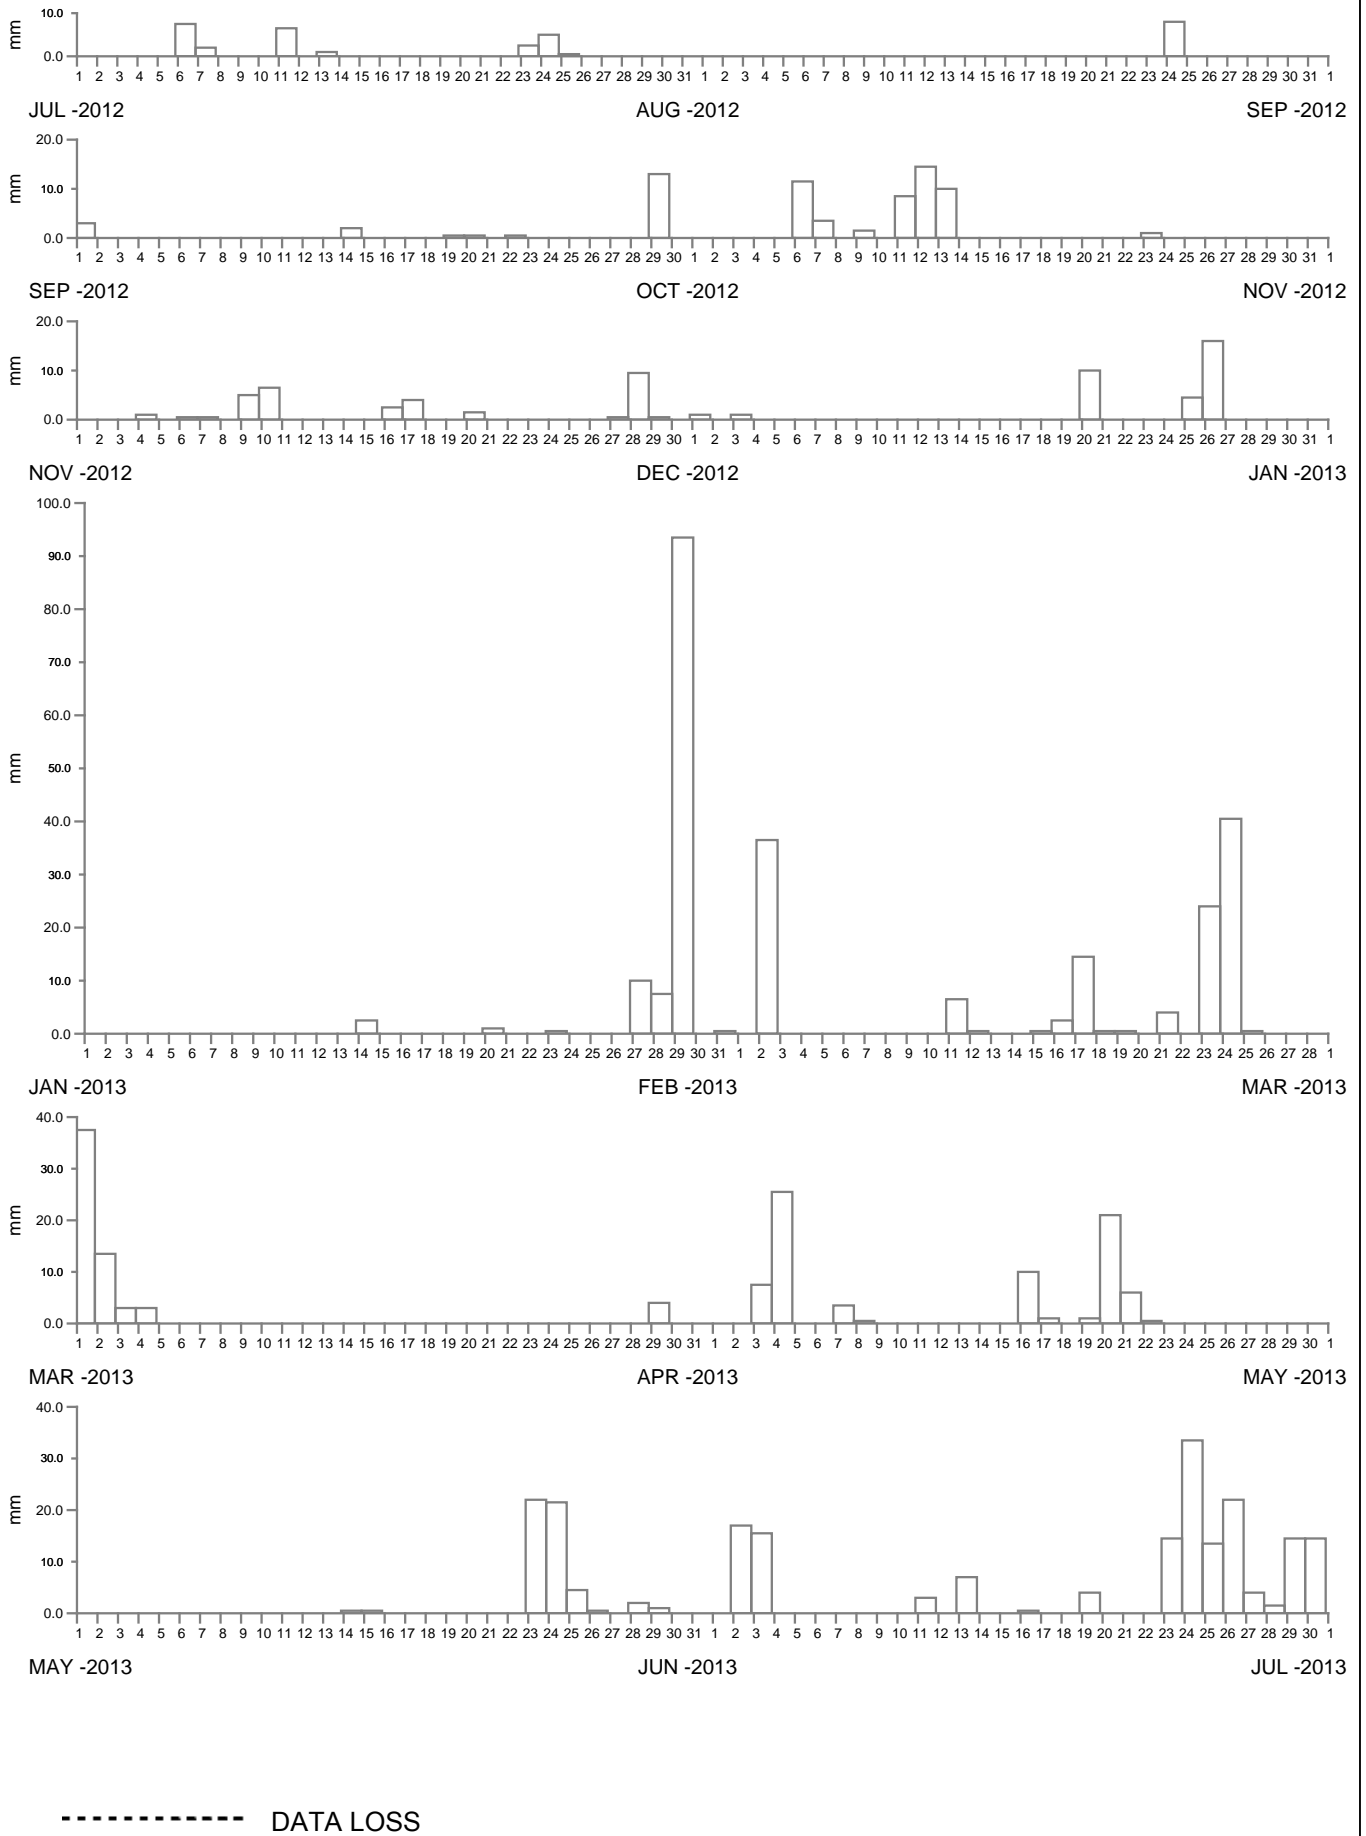 10.0
mm
0.0
1 2 3 4 5 6 7 8 9 10 11 12 13 14 15 16 17 18 19 20 21 22 23 24 25 26 27 28 29 30 31 1 2 3 4 5 6 7 8 9 10 11 12 13 14 15 16 17 18 19 20 21 22 23 24 25 26 27 28 29 30 31 1
JUL -2012 AUG -2012 SEP -2012
20.0
mm
10.0
0.0
1 2 3 4 5 6 7 8 9 10 11 12 13 14 15 16 17 18 19 20 21 22 23 24 25 26 27 28 29 30 1 2 3 4 5 6 7 8 9 10 11 12 13 14 15 16 17 18 19 20 21 22 23 24 25 26 27 28 29 30 31 1
SEP -2012 OCT -2012 NOV -2012
20.0
mm
10.0
0.0
1 2 3 4 5 6 7 8 9 10 11 12 13 14 15 16 17 18 19 20 21 22 23 24 25 26 27 28 29 30 1 2 3 4 5 6 7 8 9 10 11 12 13 14 15 16 17 18 19 20 21 22 23 24 25 26 27 28 29 30 31 1
NOV -2012 DEC -2012 JAN -2013
100.0
90.0
80.0
70.0
60.0
mm
50.0
40.0
30.0
20.0
10.0
0.0
1 2 3 4 5 6 7 8 9 10 11 12 13 14 15 16 17 18 19 20 21 22 23 24 25 26 27 28 29 30 31 1 2 3 4 5 6 7 8 9 10 11 12 13 14 15 16 17 18 19 20 21 22 23 24 25 26 27 28 1
JAN -2013 FEB -2013 MAR -2013
40.0
30.0
mm
20.0
10.0
0.0
1 2 3 4 5 6 7 8 9 10 11 12 13 14 15 16 17 18 19 20 21 22 23 24 25 26 27 28 29 30 31 1 2 3 4 5 6 7 8 9 10 11 12 13 14 15 16 17 18 19 20 21 22 23 24 25 26 27 28 29 30 1
MAR -2013 APR -2013 MAY -2013
40.0
30.0
mm
20.0
10.0
0.0
1 2 3 4 5 6 7 8 9 10 11 12 13 14 15 16 17 18 19 20 21 22 23 24 25 26 27 28 29 30 31 1 2 3 4 5 6 7 8 9 10 11 12 13 14 15 16 17 18 19 20 21 22 23 24 25 26 27 28 29 30 1
MAY -2013 JUN -2013 JUL -2013
DATA LOSS